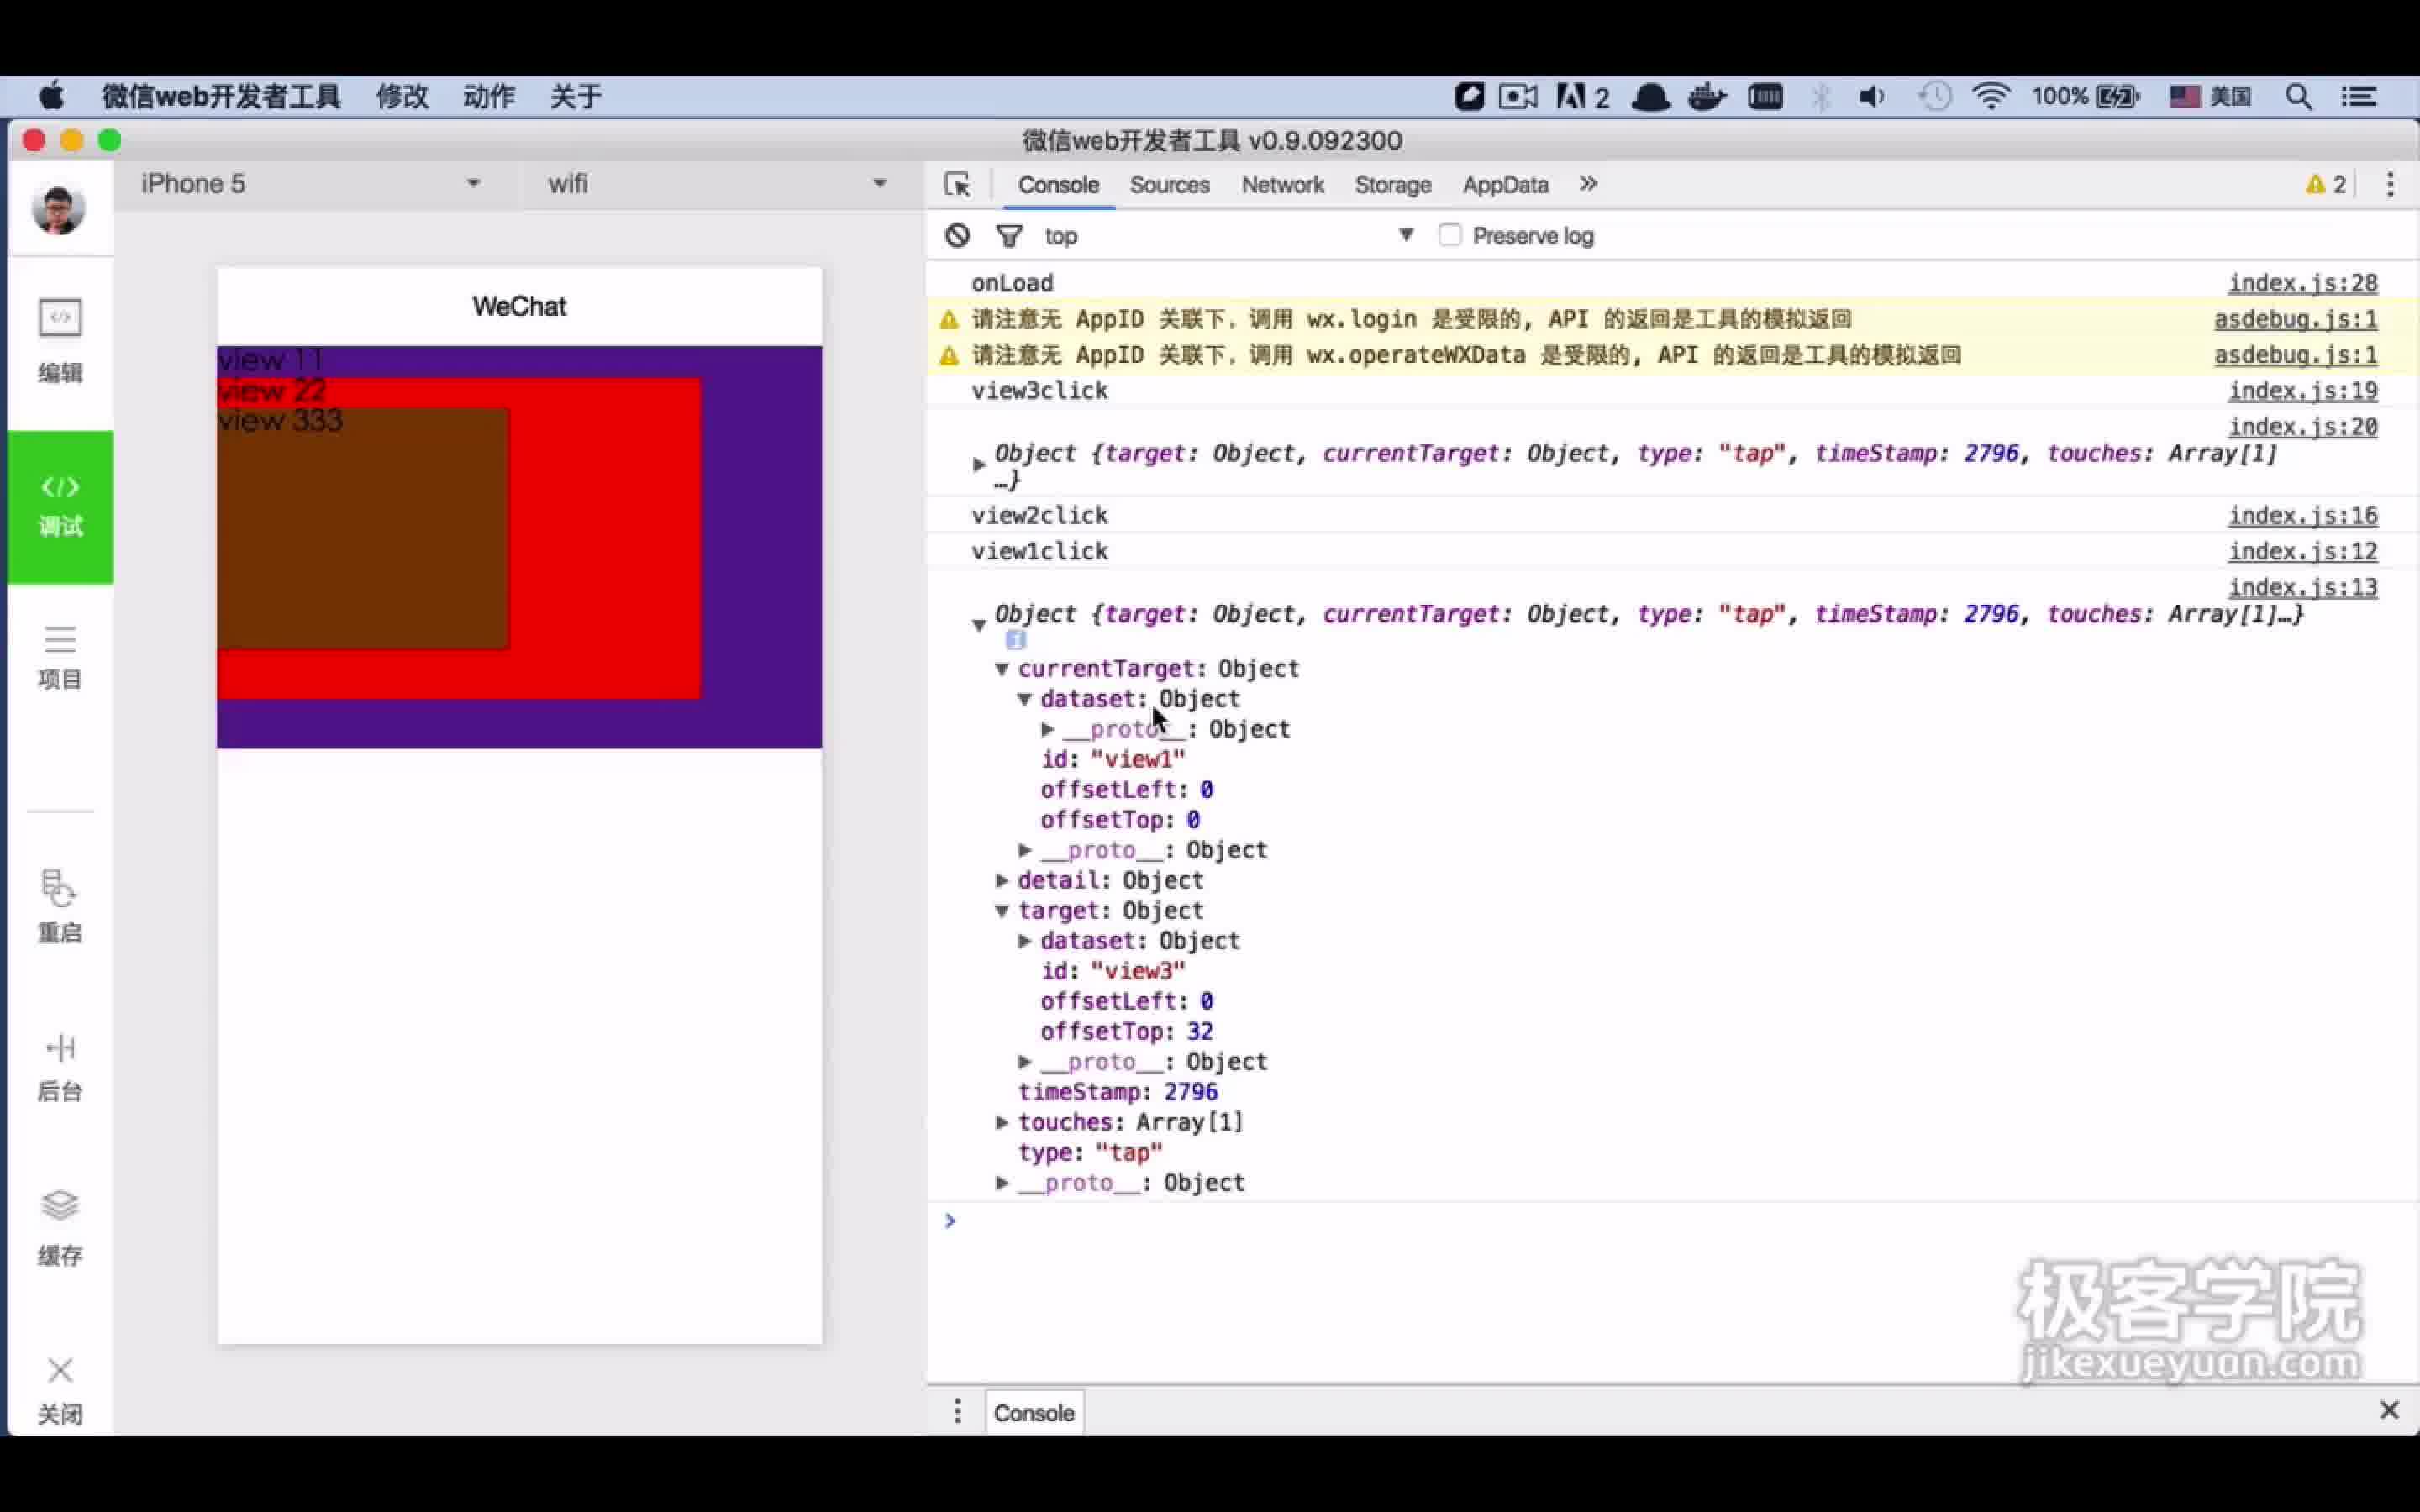 微信web开发者工具 修改 动作 关于 2 100% 美国
微信web开发者工具 v0.9.092300
iPhone 5 wifi
Console Sources Network Storage AppData » 2
top Preserve log
编辑
调试
项目
重启
后台
缓存
关闭
WeChat
view 11
view 22
view 333
onLoad index.js:28
请注意无 AppID 关联下，调用 wx.login 是受限的, API 的返回是工具的模拟返回 asdebug.js:1
请注意无 AppID 关联下，调用 wx.operateWXData 是受限的, API 的返回是工具的模拟返回 asdebug.js:1
view3click index.js:19
index.js:20
Object {target: Object, currentTarget: Object, type: "tap", timeStamp: 2796, touches: Array[1]
…}
view2click index.js:16
view1click index.js:12
index.js:13
Object {target: Object, currentTarget: Object, type: "tap", timeStamp: 2796, touches: Array[1]…}
currentTarget: Object
dataset: Object
__proto__: Object
id: "view1"
offsetLeft: 0
offsetTop: 0
__proto__: Object
detail: Object
target: Object
dataset: Object
id: "view3"
offsetLeft: 0
offsetTop: 32
__proto__: Object
timeStamp: 2796
touches: Array[1]
type: "tap"
__proto__: Object
极客学院
jikexueyuan.com
Console